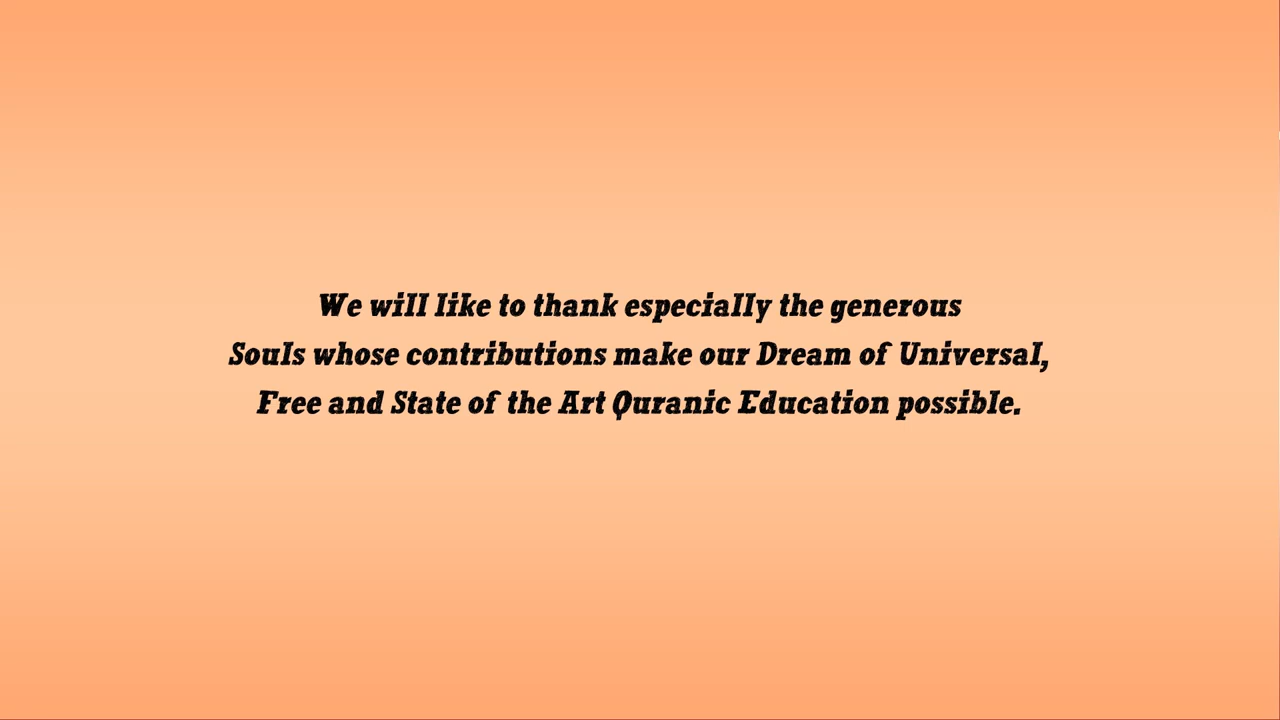 We will like to thank especially the generous
Souls whose contributions make our Dream of Universal,
Free and State of the Art Quranic Education possible.